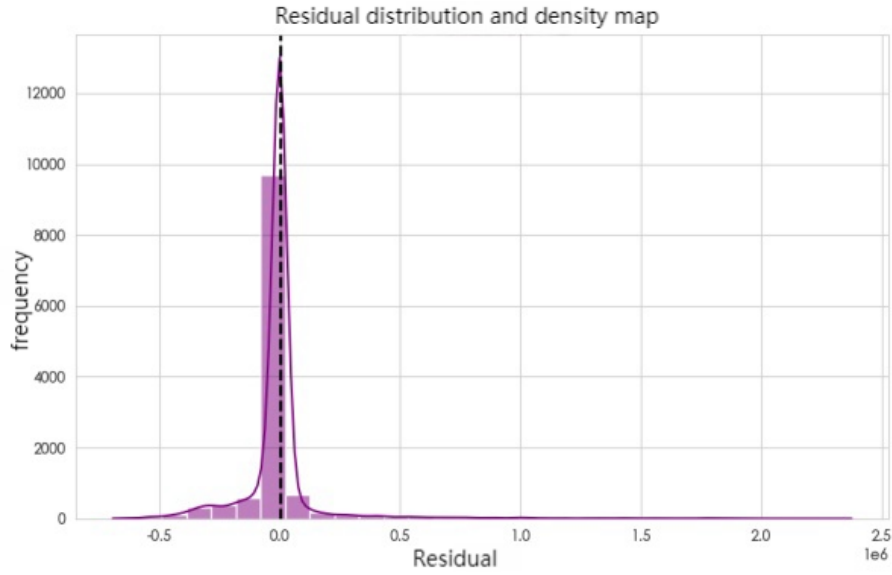 Residual distribution and density map
12000
10000
8000
6000
4000
2000
0
frequency
-0.5 0.0 0.5 1.0 1.5 2.0 2.5
1e6
Residual